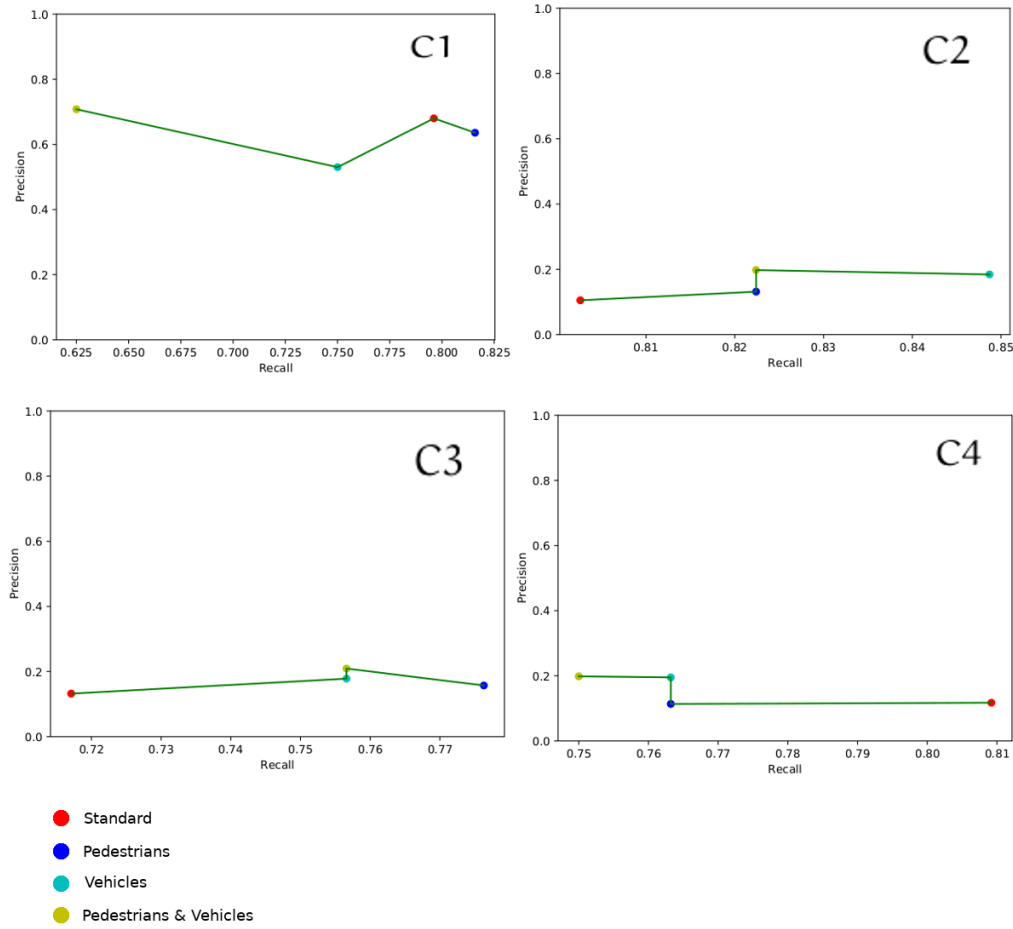 C1
1.0
0.8
0.6
0.4
0.2
0.0
Precision
0.625 0.650 0.675 0.700 0.725 0.750 0.775 0.800 0.825
Recall
C2
1.0
0.8
0.6
0.4
0.2
0.0
Precision
0.81 0.82 0.83 0.84 0.85
Recall
C3
1.0
0.8
0.6
0.4
0.2
0.0
Precision
0.72 0.73 0.74 0.75 0.76 0.77
Recall
C4
1.0
0.8
0.6
0.4
0.2
0.0
Precision
0.75 0.76 0.77 0.78 0.79 0.80 0.81
Recall
Standard
Pedestrians
Vehicles
Pedestrians & Vehicles